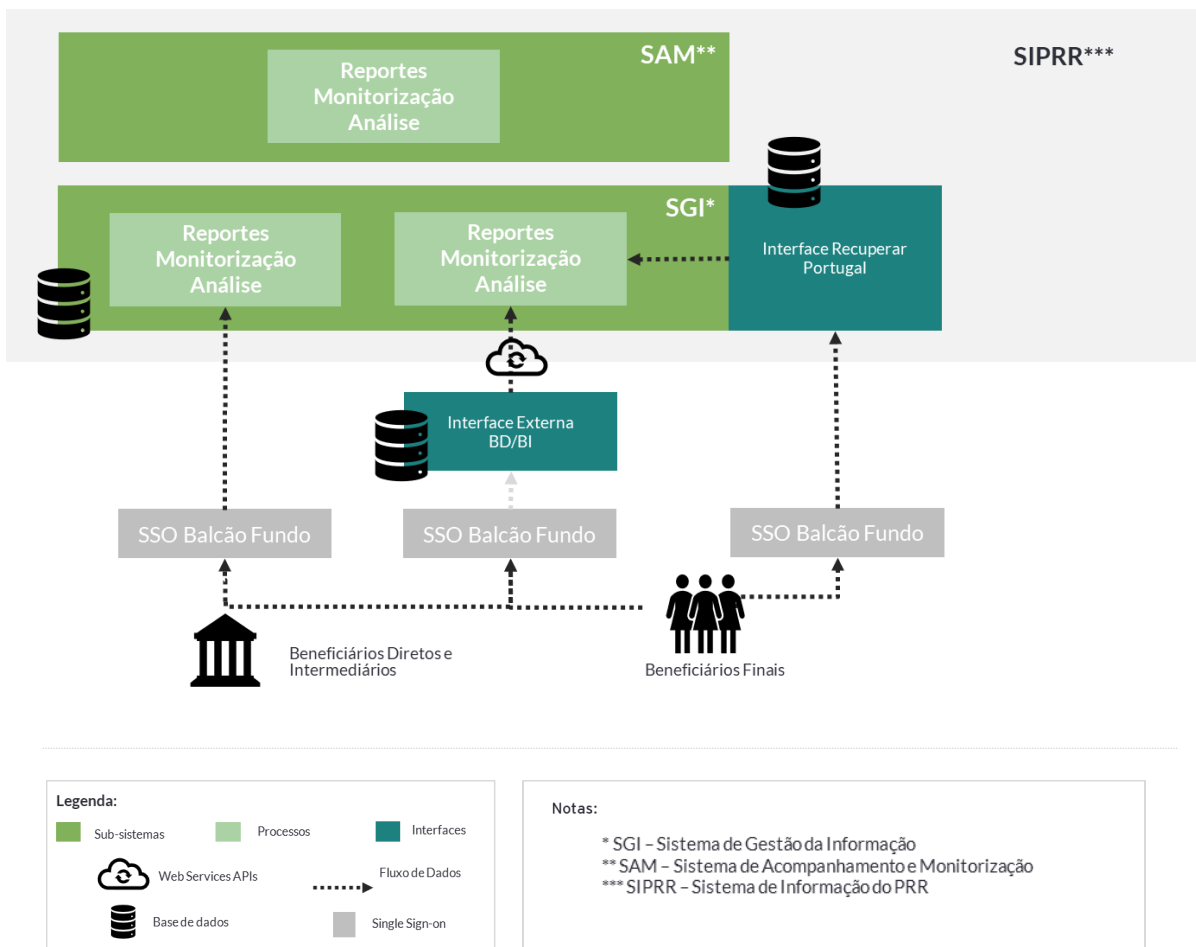 SAM**
SIPRR***
Reportes
Monitorização
Análise
SGI*
Reportes
Monitorização
Análise
Reportes
Monitorização
Análise
Interface Recuperar
Portugal
Interface Externa
BD/BI
SSO Balcão Fundo
SSO Balcão Fundo
SSO Balcão Fundo
Beneficiários Diretos e
Intermediários
Beneficiários Finais
Legenda:
Sub-sistemas
Processos
Interfaces
Web Services APIs
Fluxo de Dados
Base de dados
Single Sign-on
Notas:
* SGI – Sistema de Gestão da Informação
** SAM – Sistema de Acompanhamento e Monitorização
*** SIPRR – Sistema de Informação do PRR